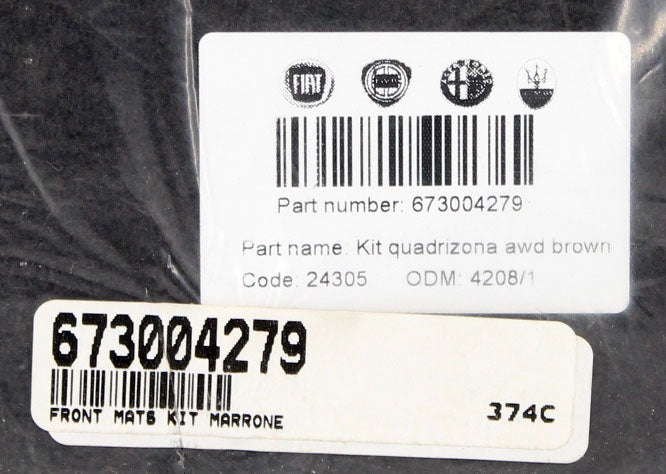 FIAT
Part number: 673004279
Part name. Kit quadrizona awd brown
Code: 24305 ODM: 4208/1
673004279
FRONT MATS KIT MARRONE
374C